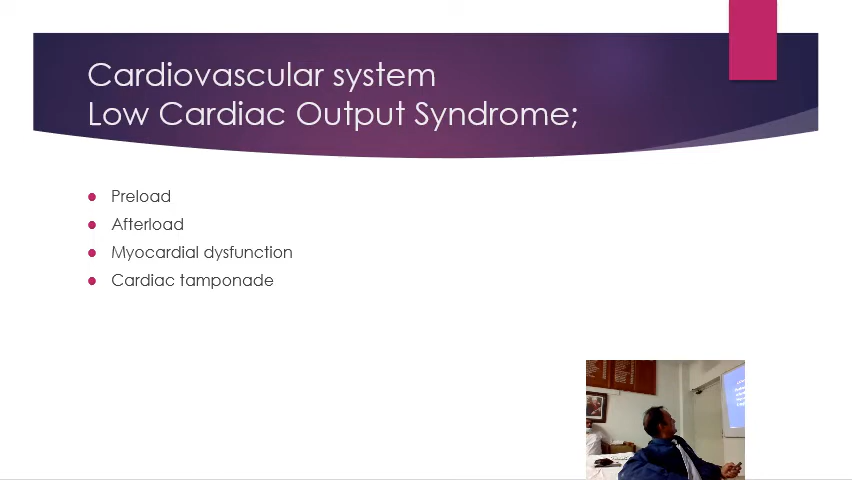 Cardiovascular system
Low Cardiac Output Syndrome;
Preload
Afterload
Myocardial dysfunction
Cardiac tamponade